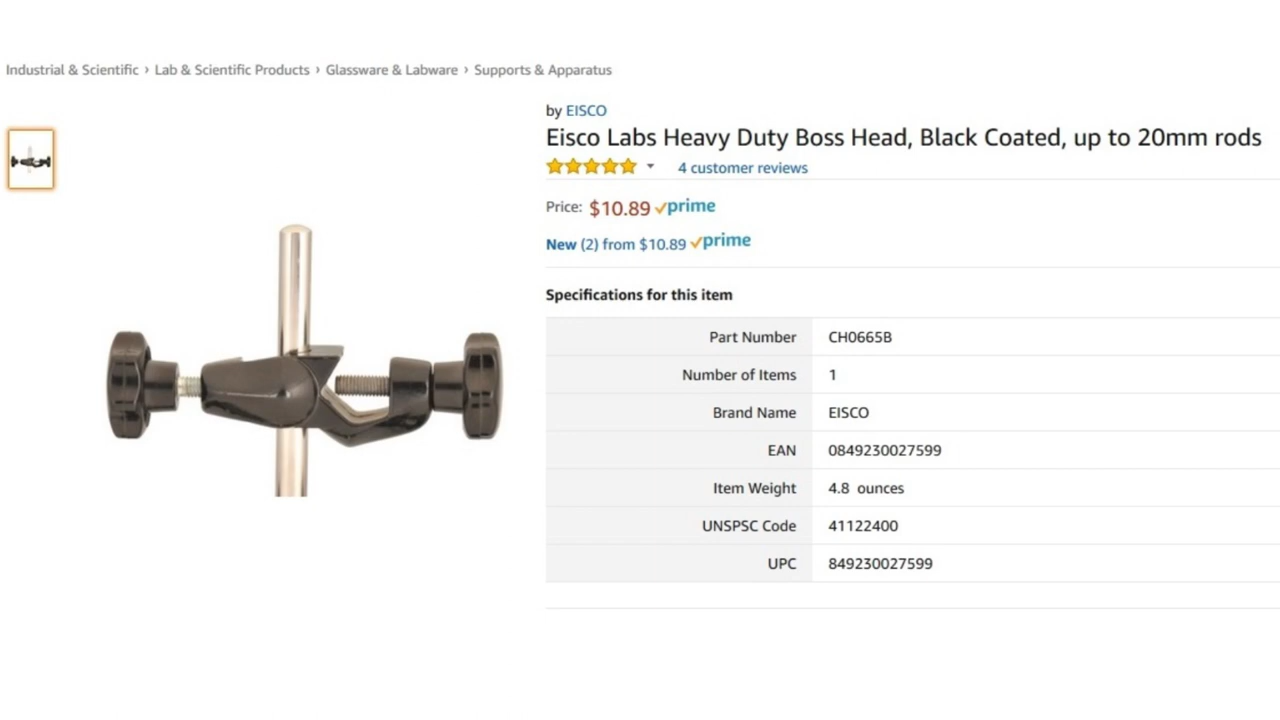 Industrial & Scientific › Lab & Scientific Products › Glassware & Labware › Supports & Apparatus
by EISCO
Eisco Labs Heavy Duty Boss Head, Black Coated, up to 20mm rods
4 customer reviews
Price: $10.89 prime
New (2) from $10.89 prime
Specifications for this item
Part Number CH0665B
Number of Items 1
Brand Name EISCO
EAN 0849230027599
Item Weight 4.8 ounces
UNSPSC Code 41122400
UPC 849230027599